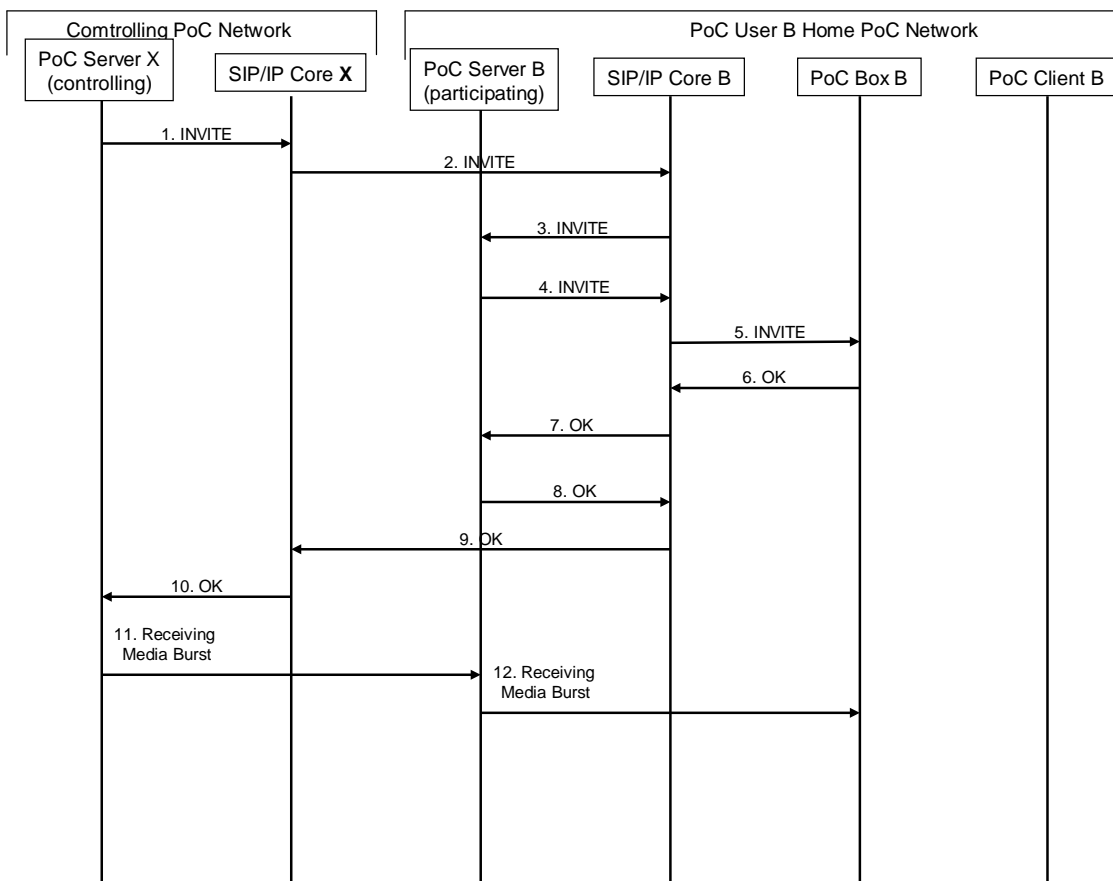 Comtrolling PoC Network
PoC User B Home PoC Network
PoC Server X
(controlling)
SIP/IP Core X
PoC Server B
(participating)
SIP/IP Core B
PoC Box B
PoC Client B
1. INVITE
2. INVITE
3. INVITE
4. INVITE
5. INVITE
6. OK
7. OK
8. OK
9. OK
10. OK
11. Receiving
Media Burst
12. Receiving
Media Burst